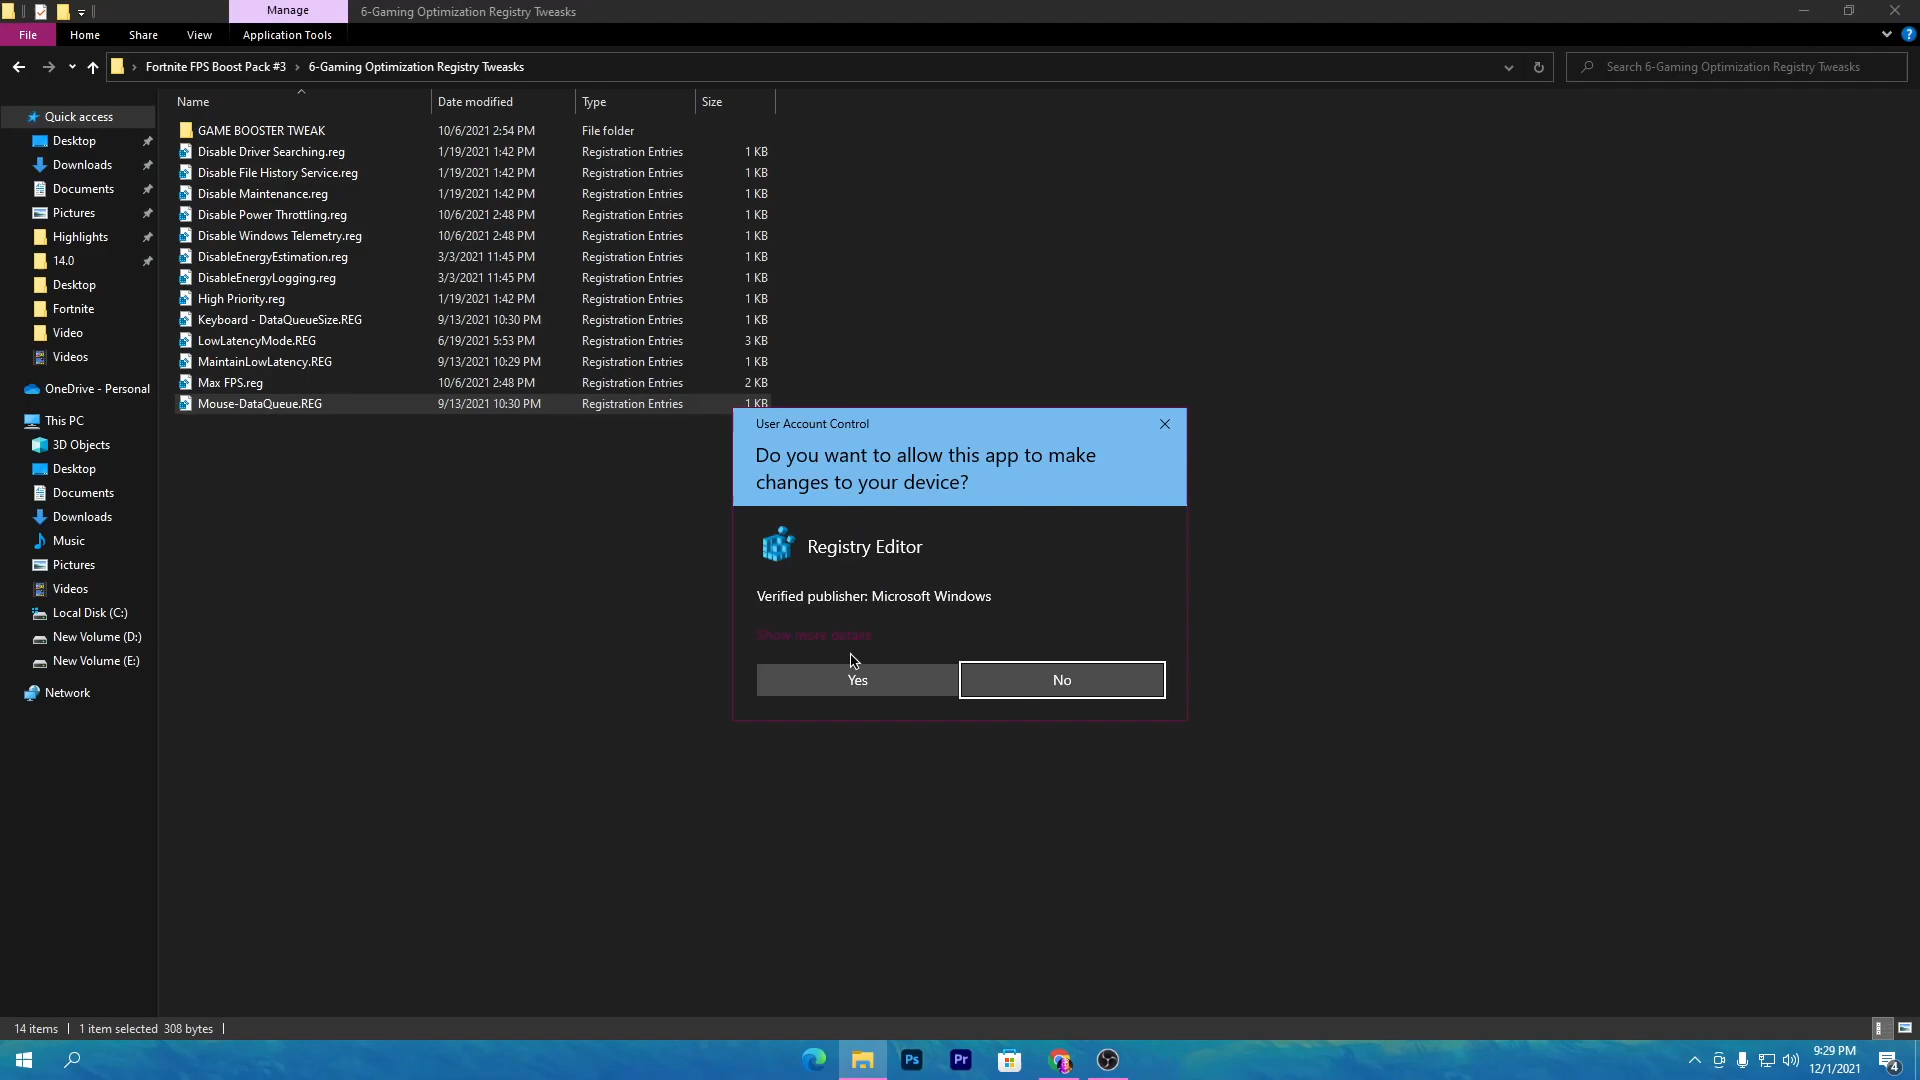 Manage
6-Gaming Optimization Registry Tweasks
File
Home
Share
View
Application Tools
Fortnite FPS Boost Pack #3 › 6-Gaming Optimization Registry Tweasks
Search 6-Gaming Optimization Registry Tweasks
Name
Date modified
Type
Size
GAME BOOSTER TWEAK 10/6/2021 2:54 PM File folder
Disable Driver Searching.reg 1/19/2021 1:42 PM Registration Entries 1 KB
Disable File History Service.reg 1/19/2021 1:42 PM Registration Entries 1 KB
Disable Maintenance.reg 1/19/2021 1:42 PM Registration Entries 1 KB
Disable Power Throttling.reg 10/6/2021 2:48 PM Registration Entries 1 KB
Disable Windows Telemetry.reg 10/6/2021 2:48 PM Registration Entries 1 KB
DisableEnergyEstimation.reg 3/3/2021 11:45 PM Registration Entries 1 KB
DisableEnergyLogging.reg 3/3/2021 11:45 PM Registration Entries 1 KB
High Priority.reg 1/19/2021 1:42 PM Registration Entries 1 KB
Keyboard - DataQueueSize.REG 9/13/2021 10:30 PM Registration Entries 1 KB
LowLatencyMode.REG 6/19/2021 5:53 PM Registration Entries 3 KB
MaintainLowLatency.REG 9/13/2021 10:29 PM Registration Entries 1 KB
Max FPS.reg 10/6/2021 2:48 PM Registration Entries 2 KB
Mouse-DataQueue.REG 9/13/2021 10:30 PM Registration Entries 1 KB
Quick access
Desktop
Downloads
Documents
Pictures
Highlights
14.0
Desktop
Fortnite
Video
Videos
OneDrive - Personal
This PC
3D Objects
Desktop
Documents
Downloads
Music
Pictures
Videos
Local Disk (C:)
New Volume (D:)
New Volume (E:)
Network
User Account Control
Do you want to allow this app to make
changes to your device?
Registry Editor
Verified publisher: Microsoft Windows
Show more details
Yes
No
14 items
1 item selected 308 bytes
Ps
Pr
9:29 PM
12/1/2021
4